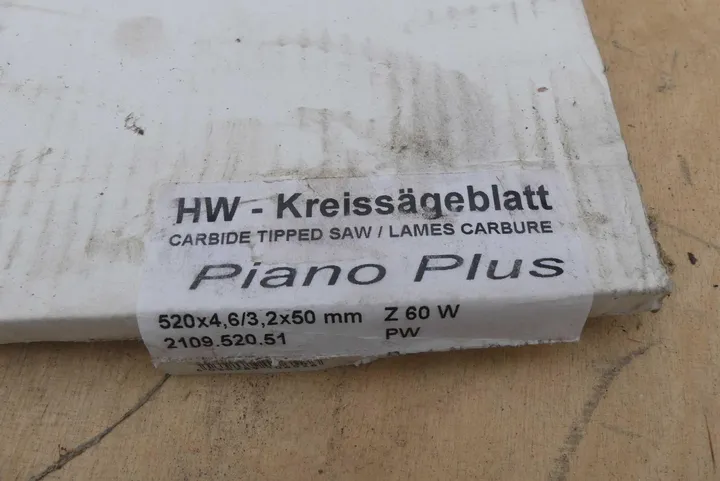 HW - Kreissägeblatt
CARBIDE TIPPED SAW / LAMES CARBURE
Piano Plus
520x4,6/3,2x50 mm Z 60 W
2109.520.51 PW